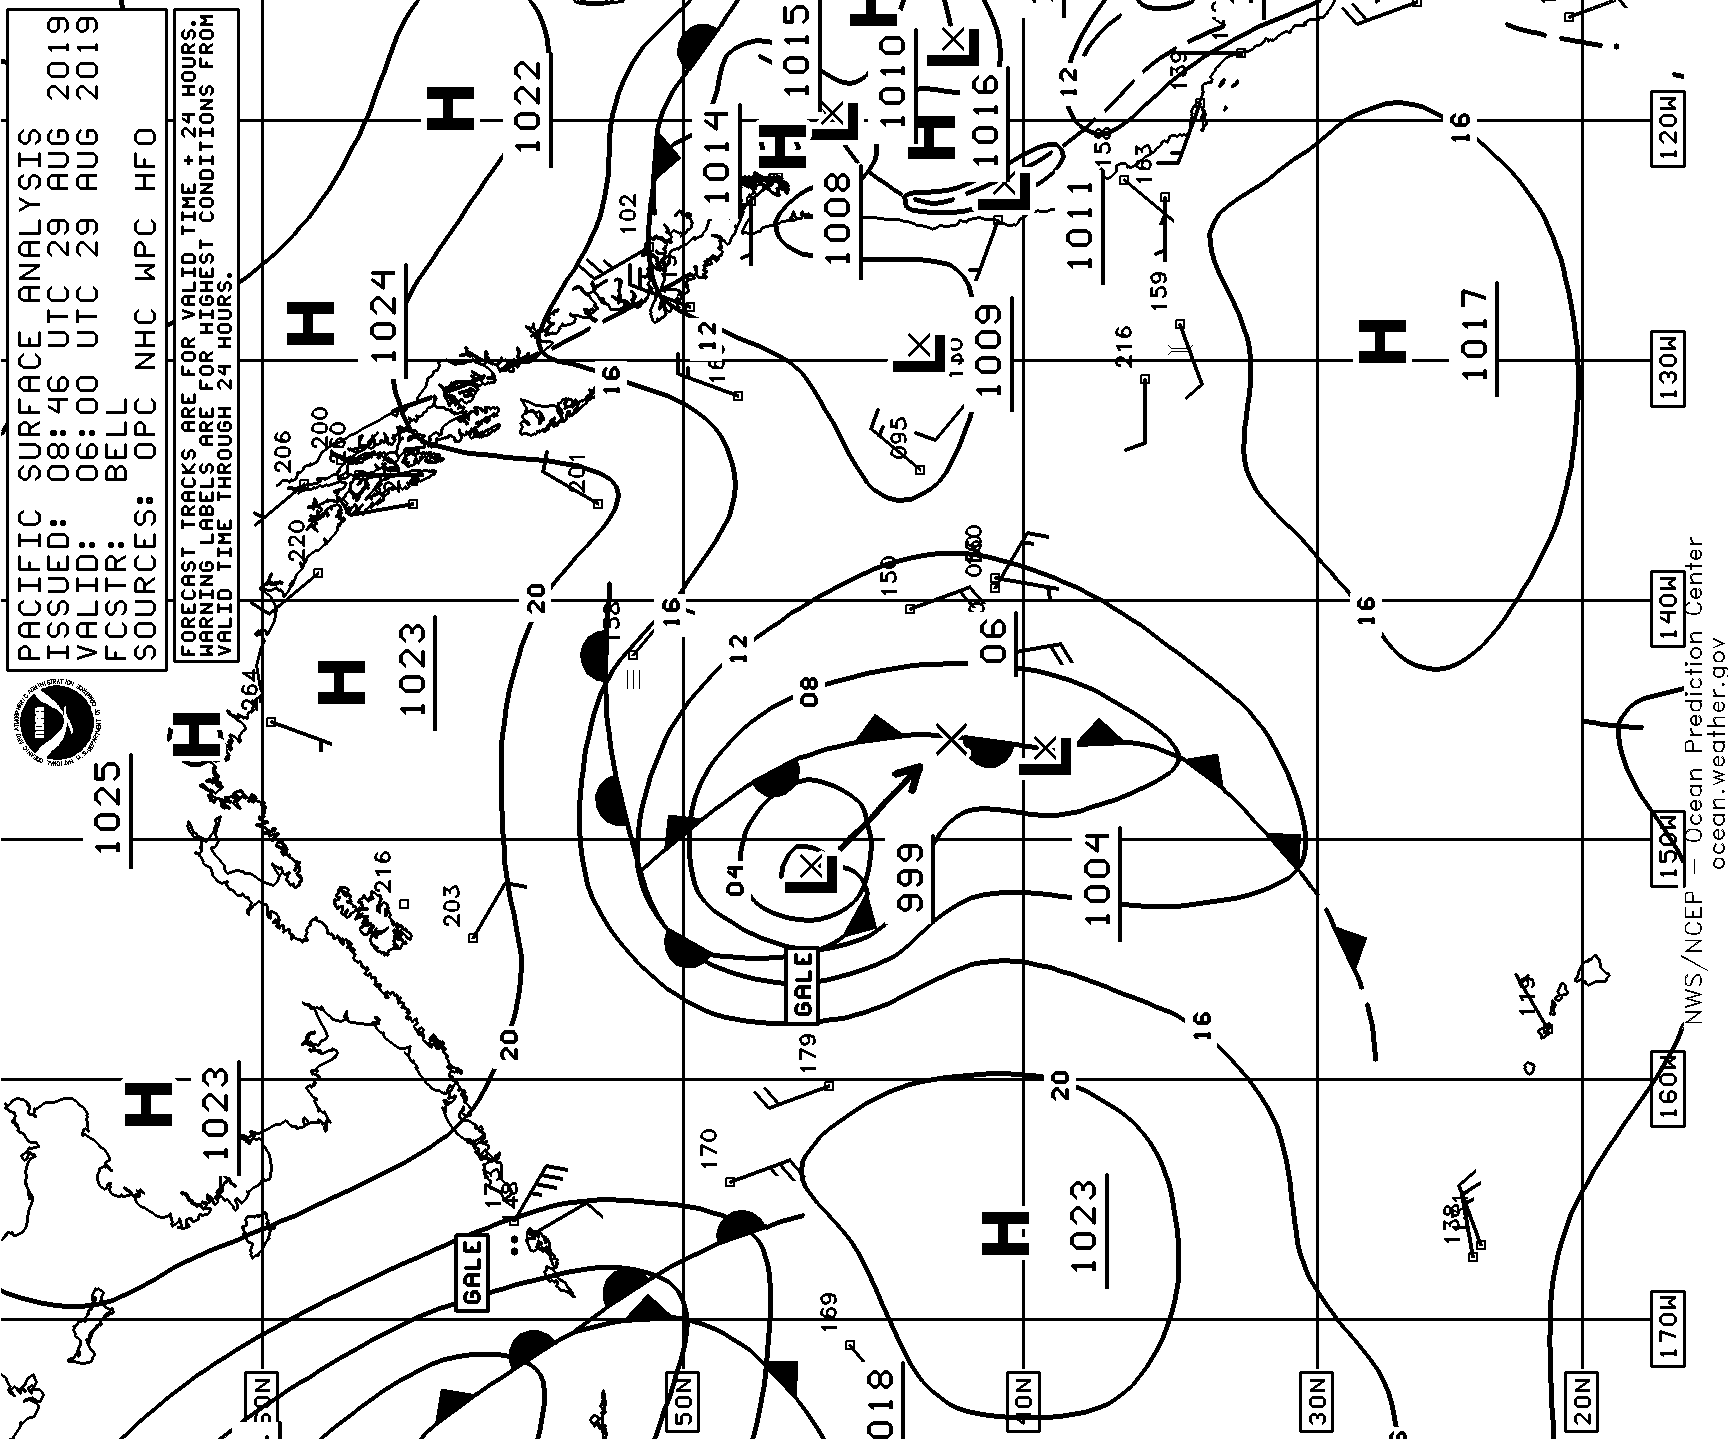 PACIFIC SURFACE ANALYSIS
ISSUED: 08:46 UTC 29 AUG 2019
VALID: 06:00 UTC 29 AUG 2019
FCSTR: BELL
SOURCES: OPC NHC WPC HFO
FORECAST TRACKS ARE FOR VALID TIME + 24 HOURS.
WARNING LABELS ARE FOR HIGHEST CONDITIONS FROM
VALID TIME THROUGH 24 HOURS.
H
1025
H
1023
H
1023
H
1024
H
1022
1014
H
1015
H
1010
L
L
H
1016
1008
L
1011
L
1009
H
1017
L
999
L
1004
H
1023
GALE
GALE
018
06
20
20
20
16
16
16
16
16
12
12
12
08
04
102
206
200
220
264
216
203
201
179
170
169
150
095
216
159
163
158
139
119
138
60N
50N
40N
30N
20N
120W
130W
140W
150W
160W
170W
NWS/NCEP – Ocean Prediction Center
ocean.weather.gov